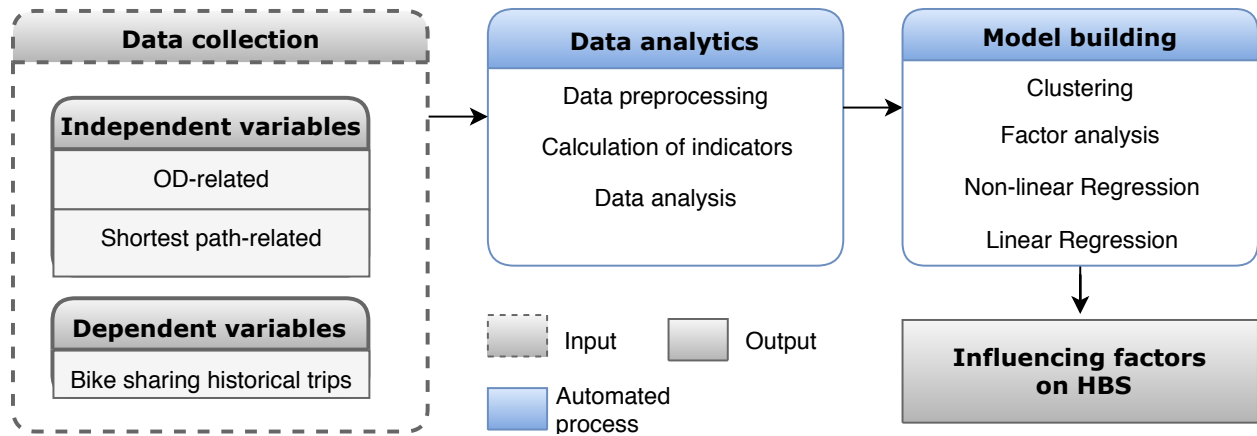 Data collection
Independent variables
OD-related
Shortest path-related
Dependent variables
Bike sharing historical trips
Data analytics
Data preprocessing
Calculation of indicators
Data analysis
Model building
Clustering
Factor analysis
Non-linear Regression
Linear Regression
Input
Output
Automated
process
Influencing factors
on HBS